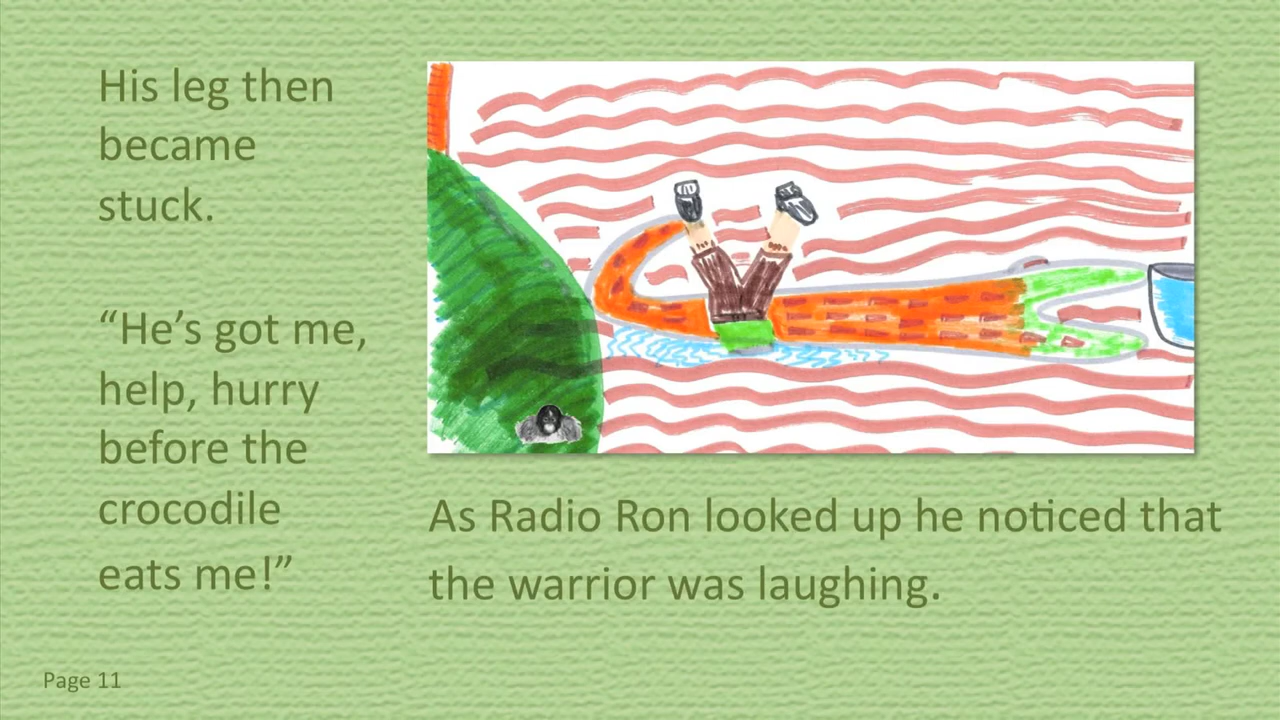 His leg then
became
stuck.
“He’s got me,
help, hurry
before the
crocodile
eats me!”
As Radio Ron looked up he noticed that
the warrior was laughing.
Page 11